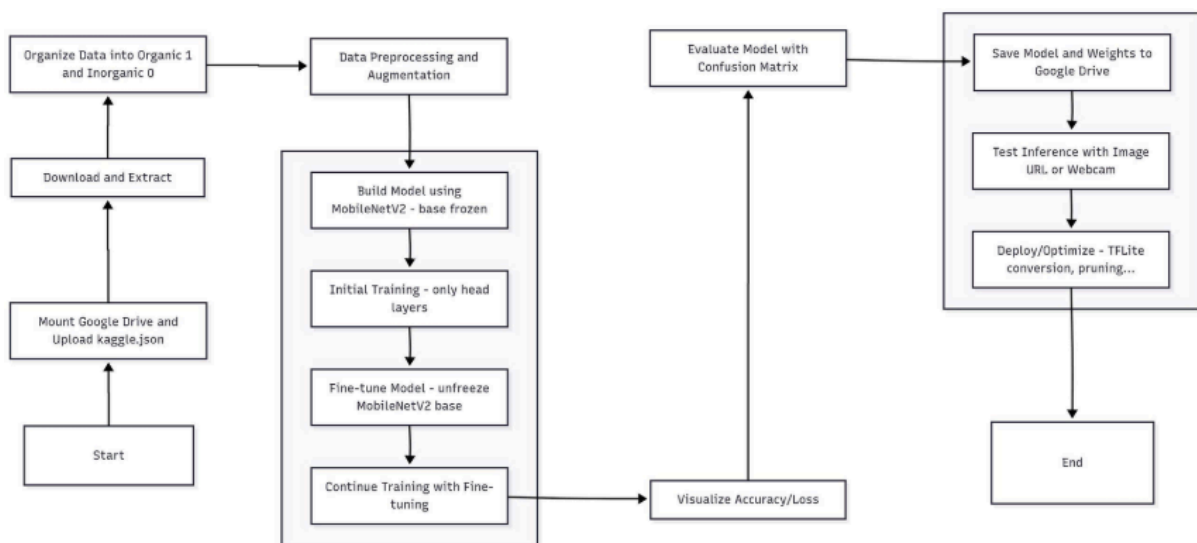 Start
Mount Google Drive and
Upload kaggle.json
Download and Extract
Organize Data into Organic 1
and Inorganic 0
Data Preprocessing and
Augmentation
Build Model using
MobileNetV2 - base frozen
Initial Training - only head
layers
Fine-tune Model - unfreeze
MobileNetV2 base
Continue Training with Fine-
tuning
Visualize Accuracy/Loss
Evaluate Model with
Confusion Matrix
Save Model and Weights to
Google Drive
Test Inference with Image
URL or Webcam
Deploy/Optimize - TFLite
conversion, pruning...
End